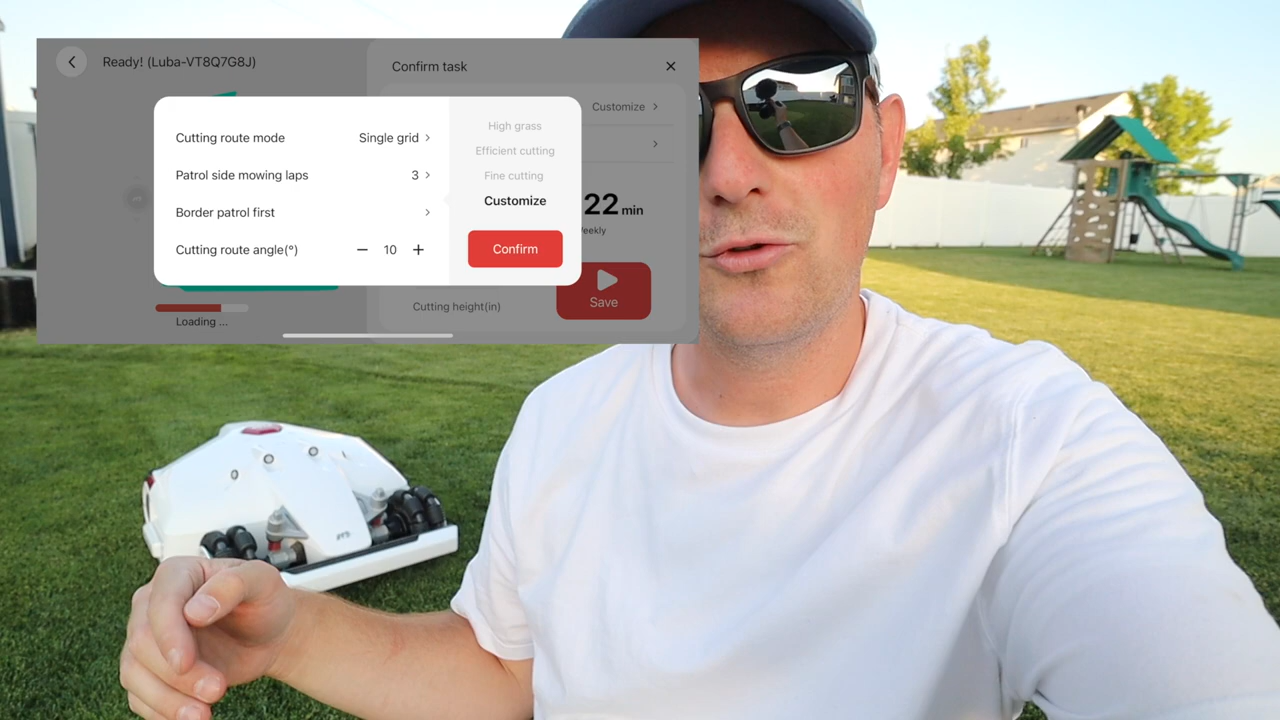 Ready! (Luba-VT8Q7G8J)
Confirm task
Customize
Cutting route mode
Single grid
Patrol side mowing laps
3
Border patrol first
Cutting route angle(°)
10
High grass
Efficient cutting
Fine cutting
Customize
Confirm
22 min
eekly
Cutting height(in)
Save
Loading ...